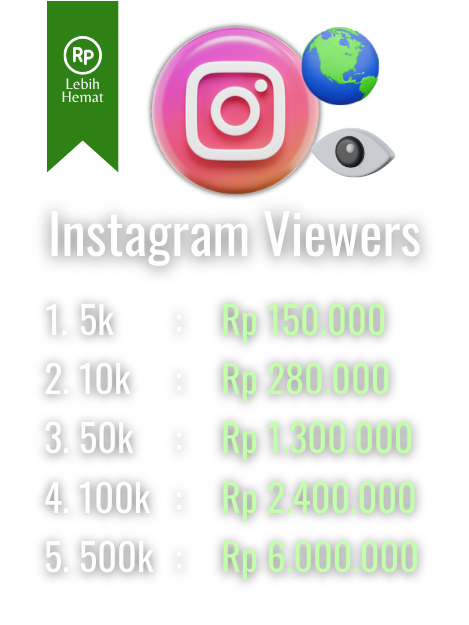 Rp
Lebih
Hemat
Instagram Viewers
1. 5k : Rp 150.000
2. 10k : Rp 280.000
3. 50k : Rp 1.300.000
4. 100k : Rp 2.400.000
5. 500k : Rp 6.000.000